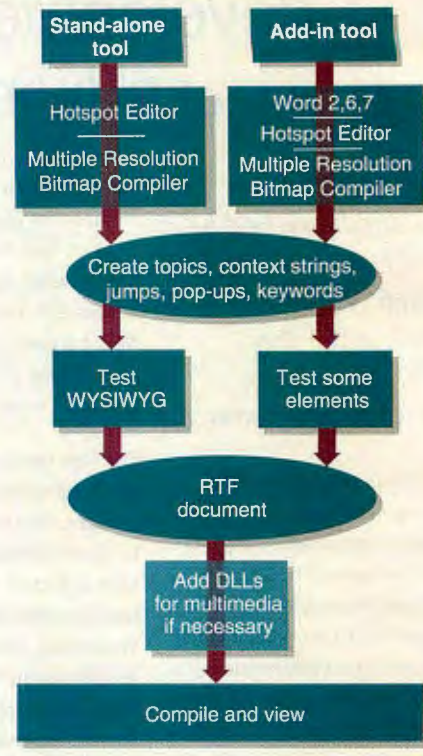 Stand-alone
tool
Add-in tool
Hotspot Editor
Multiple Resolution
Bitmap Compiler
Word 2,6,7
Hotspot Editor
Multiple Resolution
Bitmap Compiler
Create topics, context strings,
jumps, pop-ups, keywords
Test
WYSIWYG
Test some
elements
RTF
document
Add DLLs
for multimedia
if necessary
Compile and view